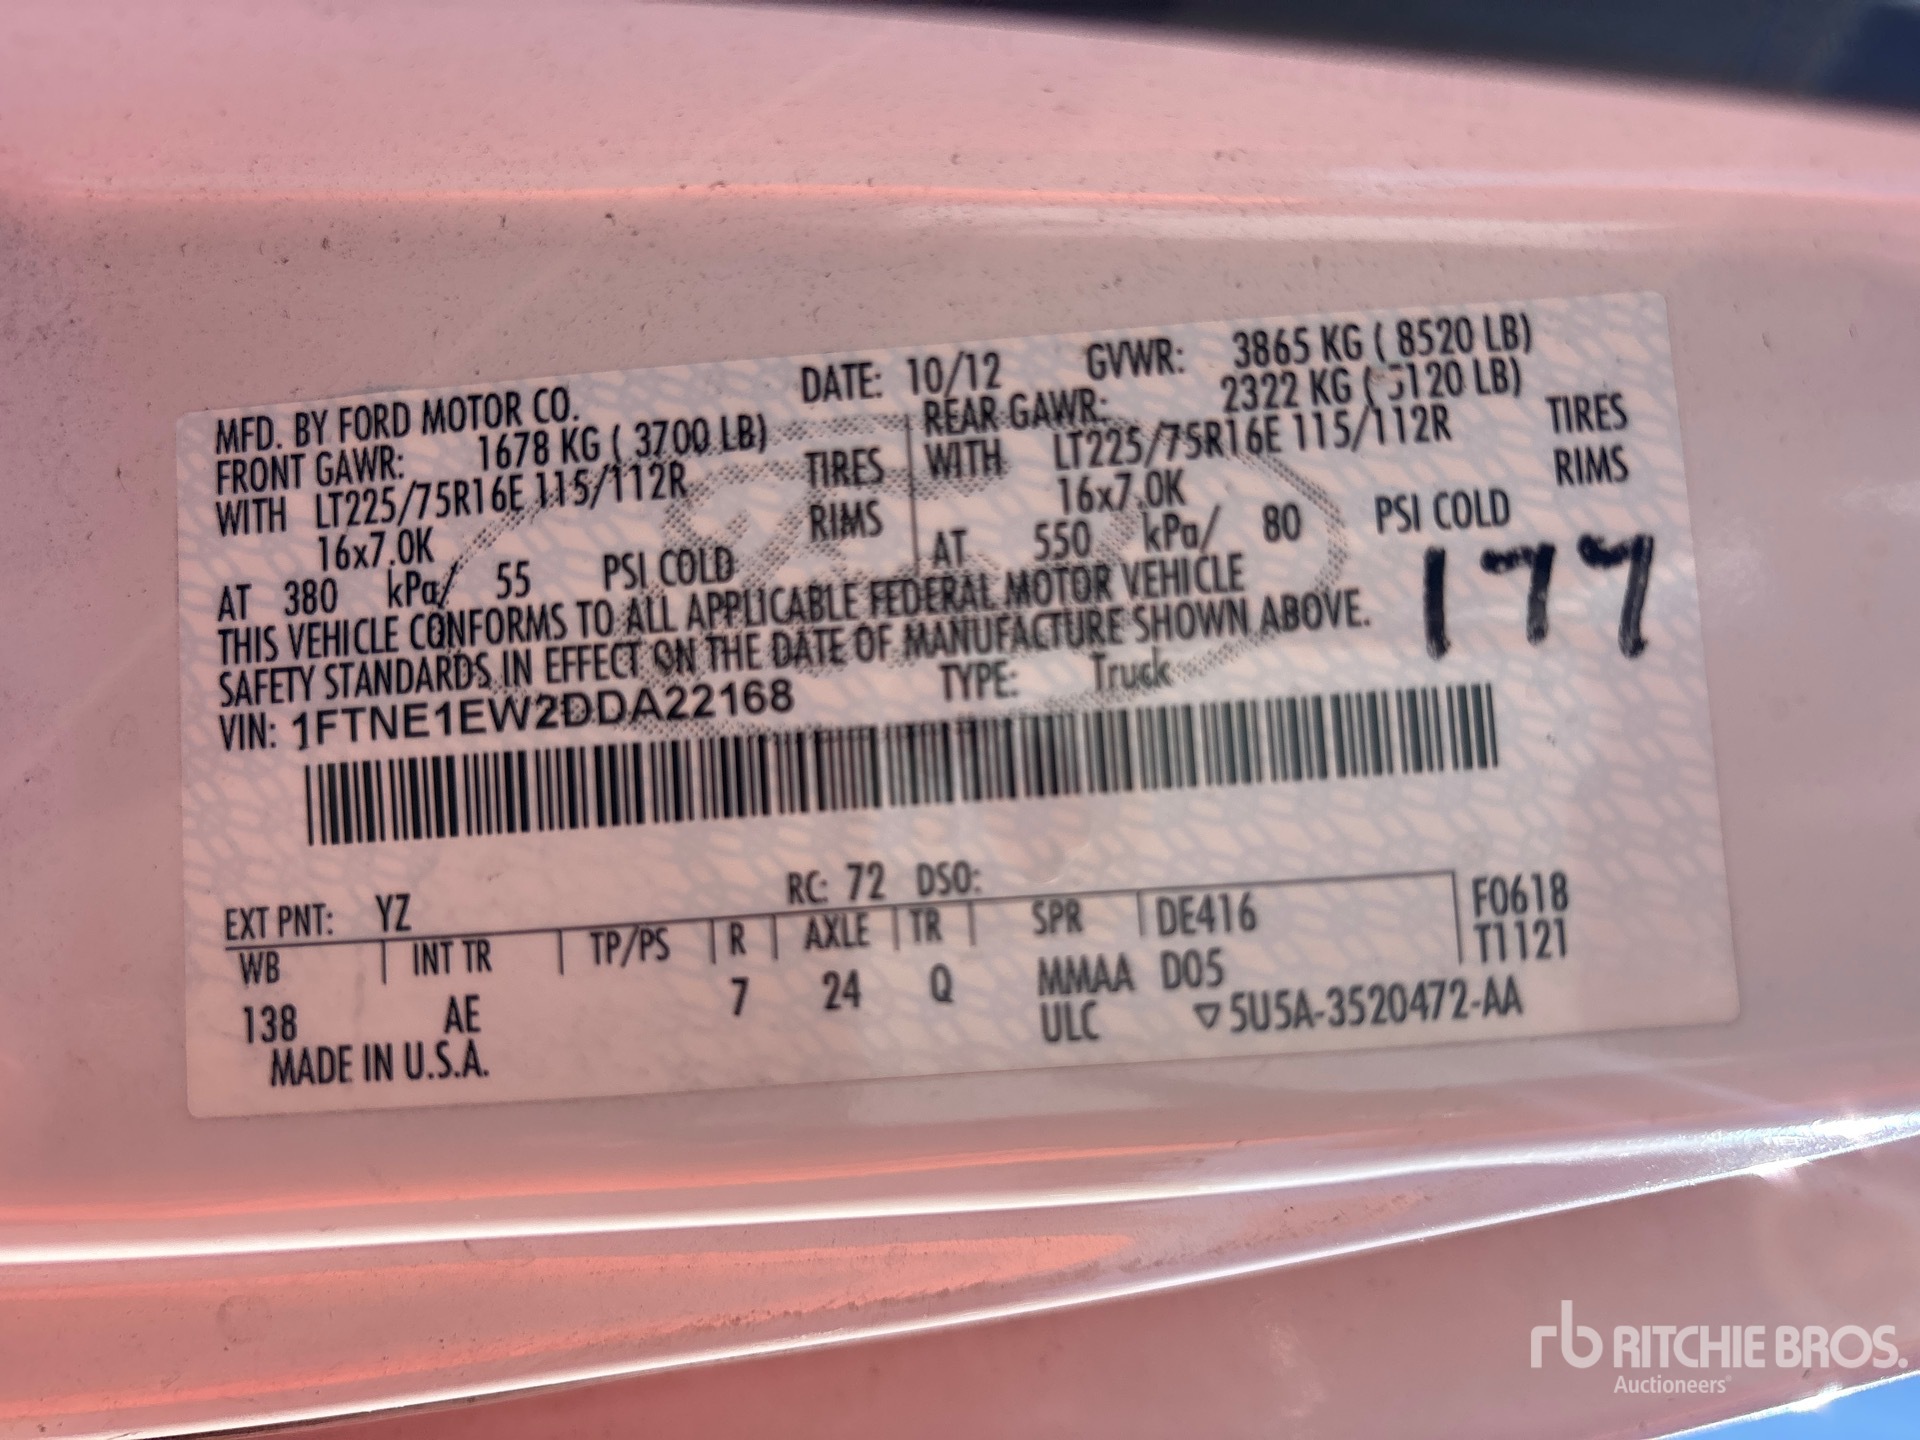 MFD. BY FORD MOTOR CO. DATE: 10/12 GVWR: 3865 KG ( 8520 LB)
FRONT GAWR: 1678 KG ( 3700 LB) REAR GAWR: 2322 KG ( 5120 LB)
WITH LT225/75R16E 115/112R TIRES WITH LT225/75R16E 115/112R TIRES
16x7.0K RIMS 16x7.0K RIMS
AT 380 kPa/ 55 PSI COLD AT 550 kPa/ 80 PSI COLD
THIS VEHICLE CONFORMS TO ALL APPLICABLE FEDERAL MOTOR VEHICLE
SAFETY STANDARDS IN EFFECT ON THE DATE OF MANUFACTURE SHOWN ABOVE.
177
VIN: 1FTNE1EW2DDA22168 TYPE: Truck
EXT PNT: YZ RC: 72 DSO:
WB INT TR TP/PS R AXLE TR SPR DE416 F0618
138 AE 7 24 Q MMAA D05 T1121
MADE IN U.S.A. ULC ▽5U5A-3520472-AA
rb RITCHIE BROS.
Auctioneers